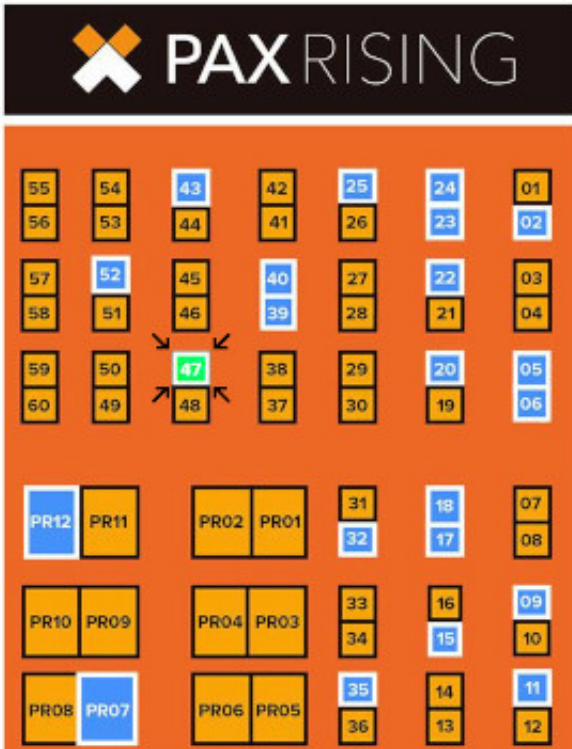 PAX RISING
55 54 43 42 25 24 01
56 53 44 41 26 23 02
57 52 45 40 27 22 03
58 51 46 39 28 21 04
59 50 47 38 29 20 05
60 49 48 37 30 19 06
31 18 07
PR12 PR11 PR02 PR01
32 17 08
33 16 09
PR10 PR09 PR04 PR03
34 15 10
35 14 11
PR08 PR07 PR06 PR05
36 13 12